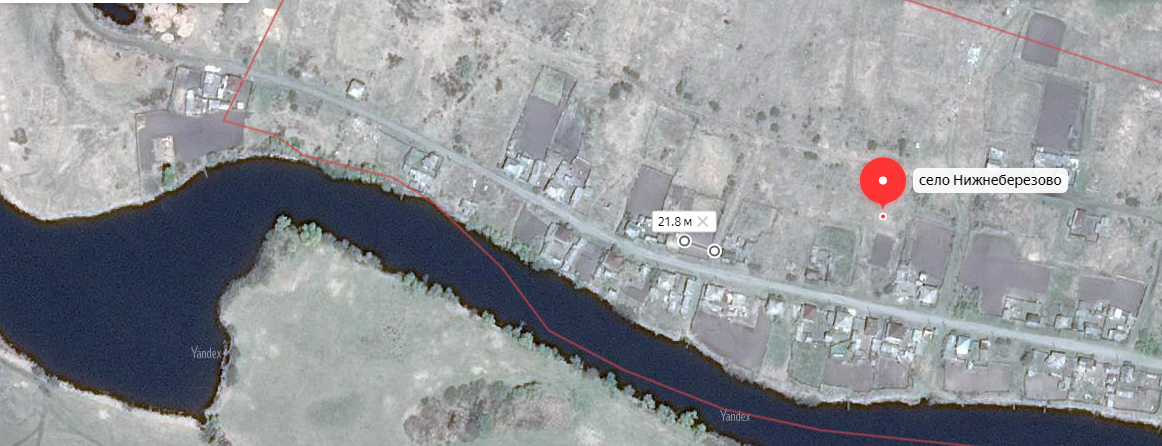 село Нижнеберезово
21.8 м
Yandex
Yandex